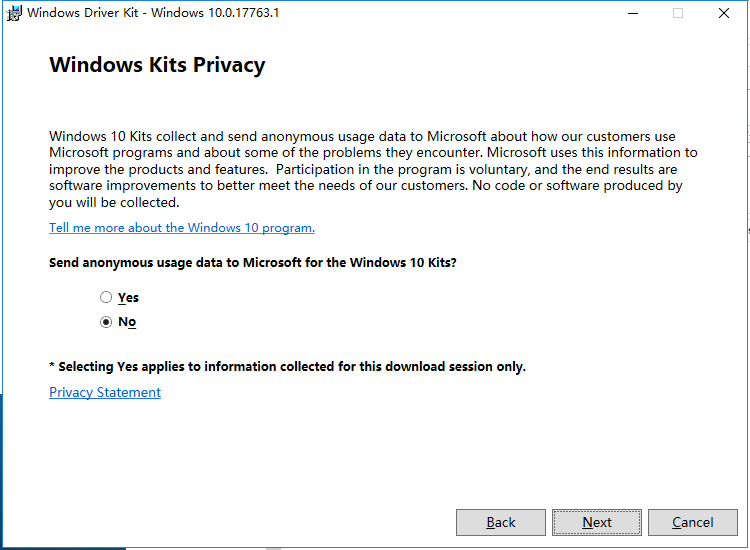 Windows Driver Kit - Windows 10.0.17763.1
Windows Kits Privacy
Windows 10 Kits collect and send anonymous usage data to Microsoft about how our customers use
Microsoft programs and about some of the problems they encounter. Microsoft uses this information to
improve the products and features.  Participation in the program is voluntary, and the end results are
software improvements to better meet the needs of our customers. No code or software produced by
you will be collected.
Tell me more about the Windows 10 program.
Send anonymous usage data to Microsoft for the Windows 10 Kits?
Yes
No
* Selecting Yes applies to information collected for this download session only.
Privacy Statement
Back Next Cancel